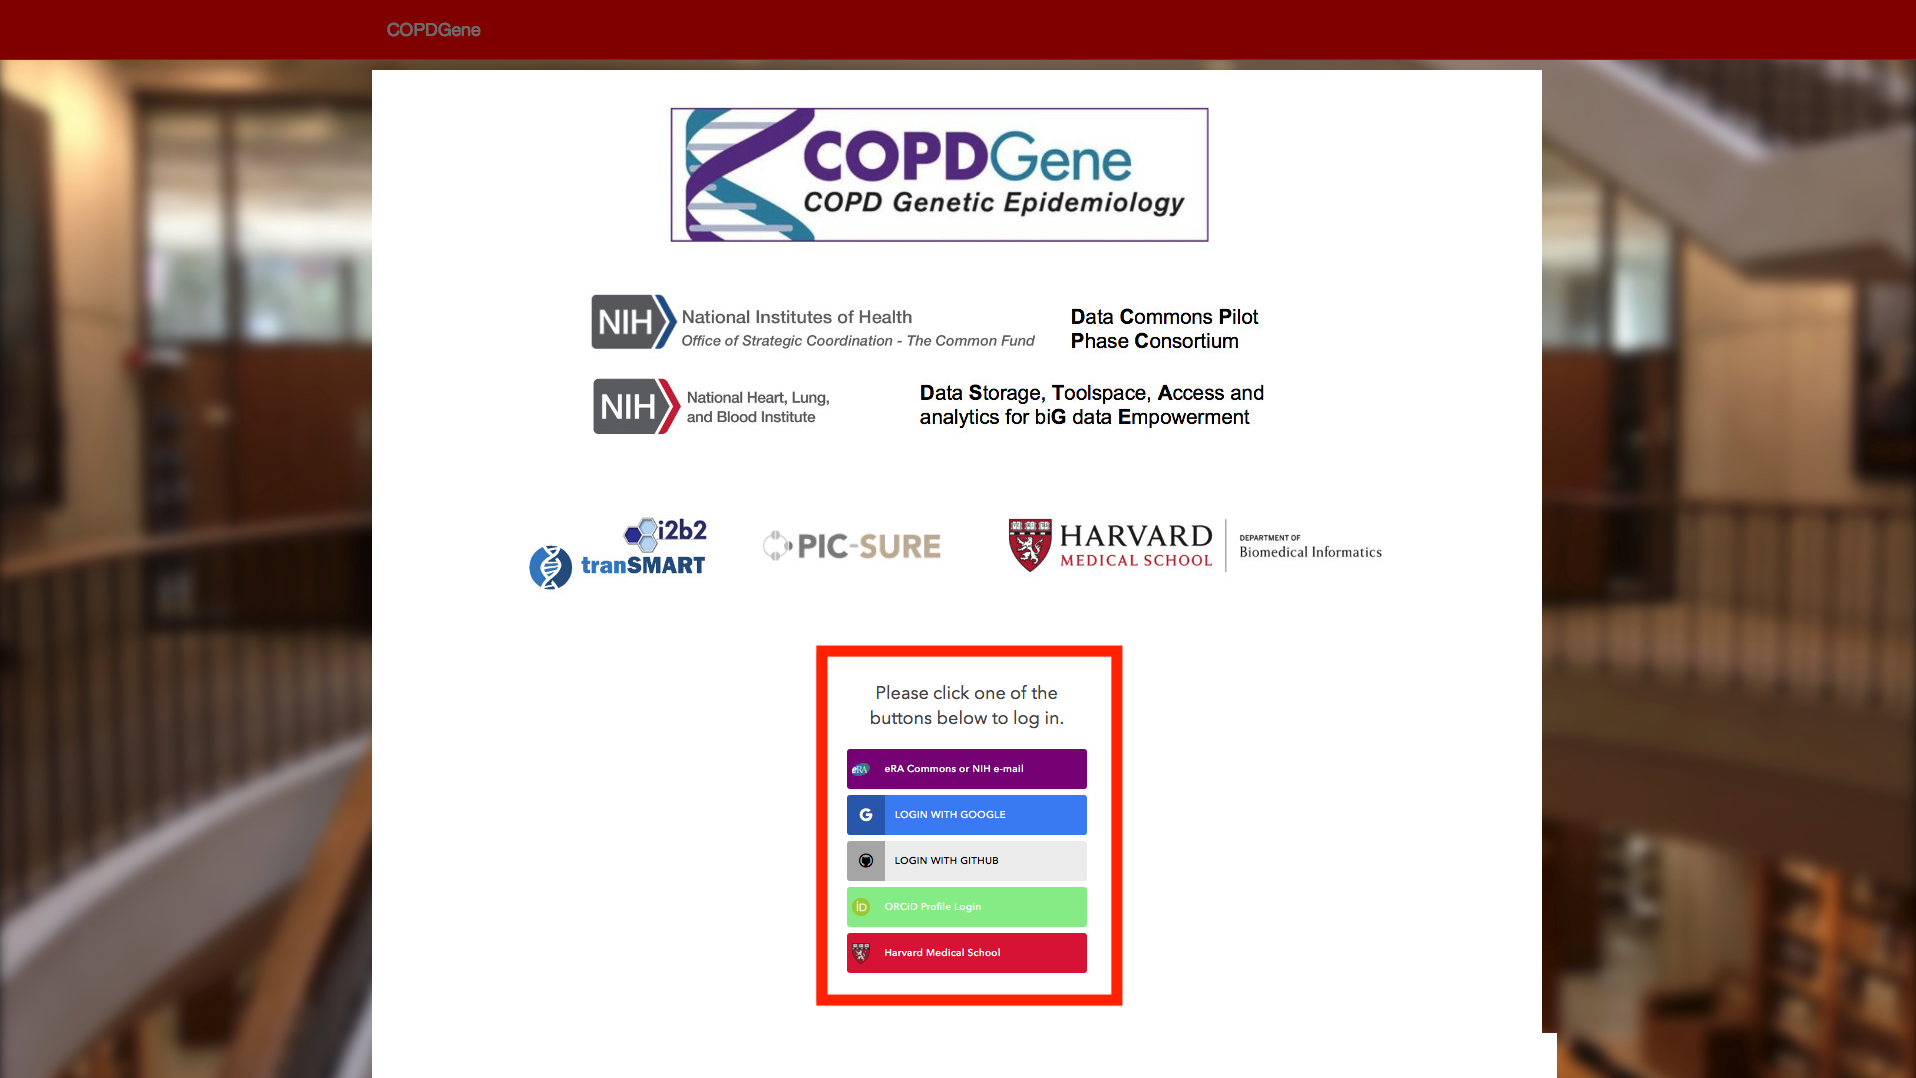 COPDGene
COPDGene
COPD Genetic Epidemiology
NIH National Institutes of Health
Office of Strategic Coordination - The Common Fund
Data Commons Pilot
Phase Consortium
NIH National Heart, Lung,
and Blood Institute
Data Storage, Toolspace, Access and
analytics for biG data Empowerment
i2b2
tranSMART
PIC-SURE
HARVARD
MEDICAL SCHOOL
DEPARTMENT OF
Biomedical Informatics
Please click one of the
buttons below to log in.
eRA eRA Commons or NIH e-mail
G LOGIN WITH GOOGLE
LOGIN WITH GITHUB
iD ORCiD Profile Login
Harvard Medical School